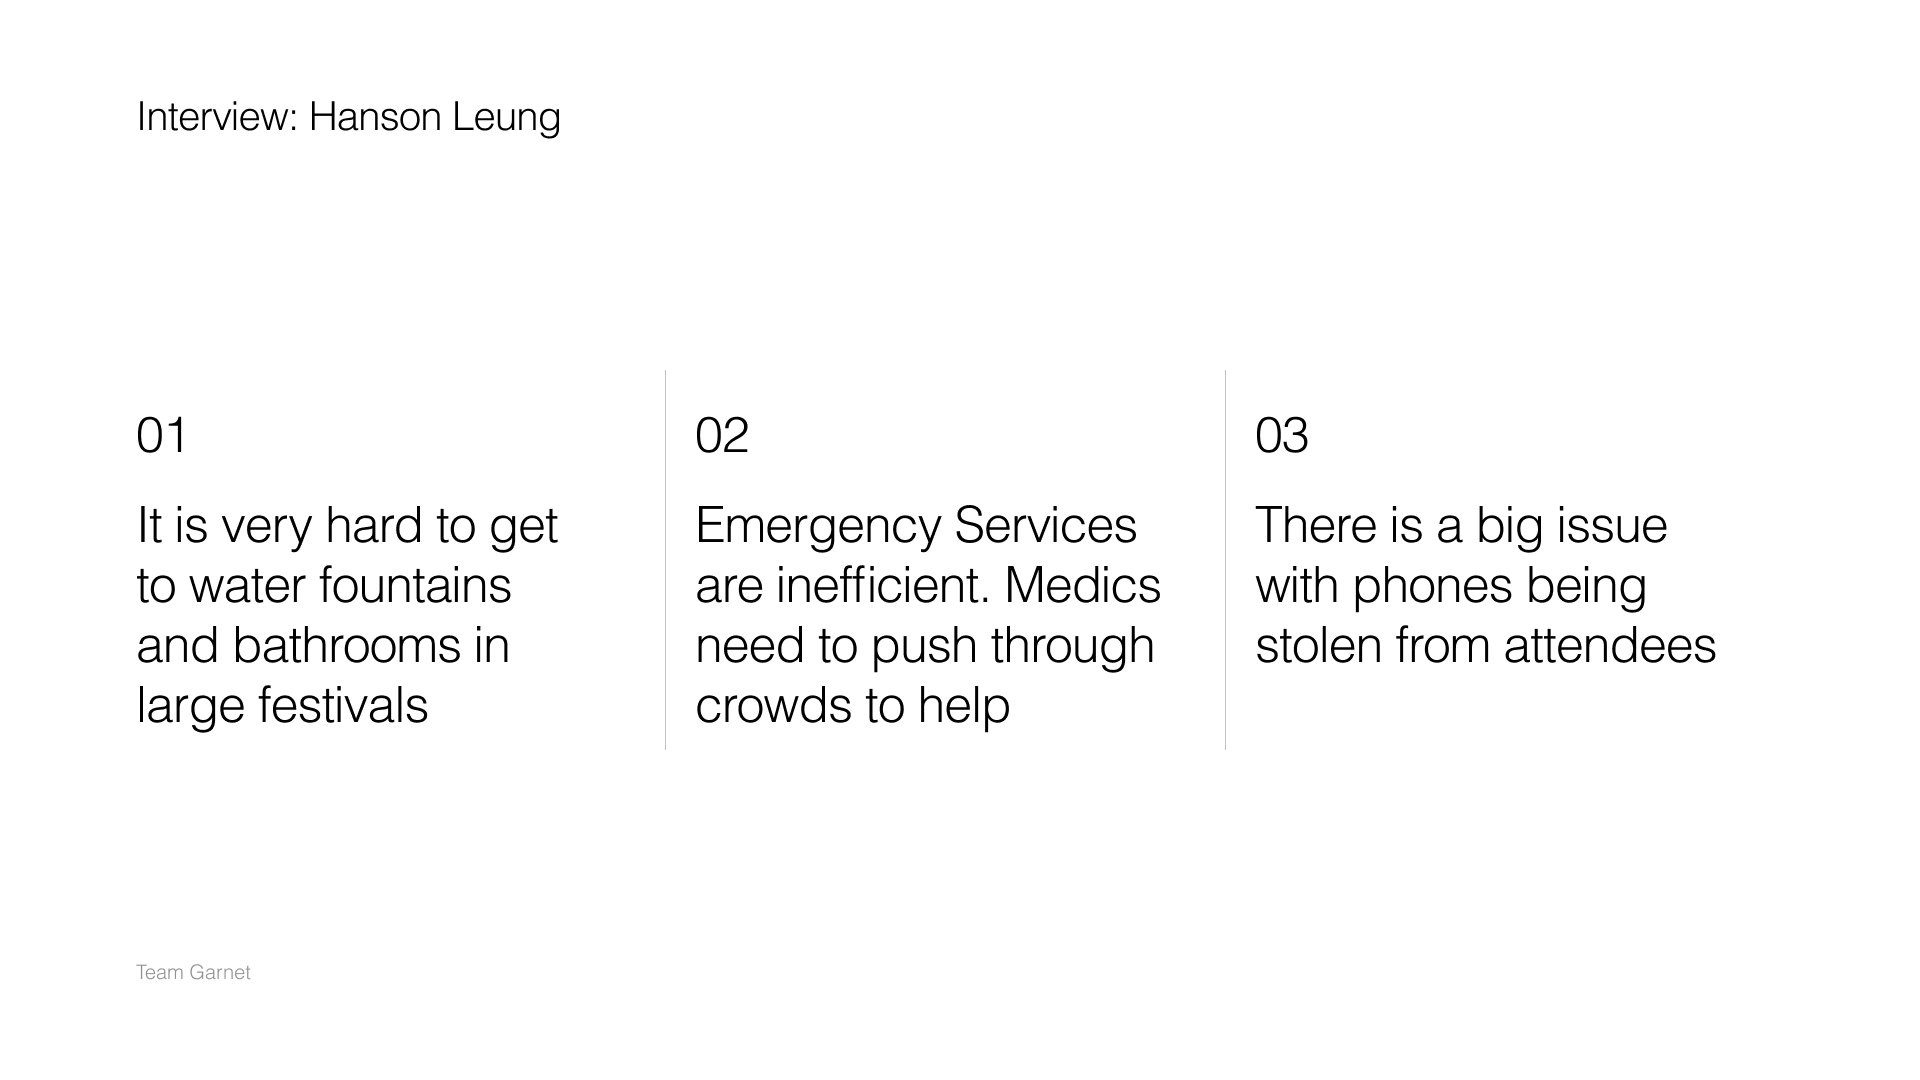 Interview: Hanson Leung
01
It is very hard to get
to water fountains
and bathrooms in
large festivals
02
Emergency Services
are inefficient. Medics
need to push through
crowds to help
03
There is a big issue
with phones being
stolen from attendees
Team Garnet